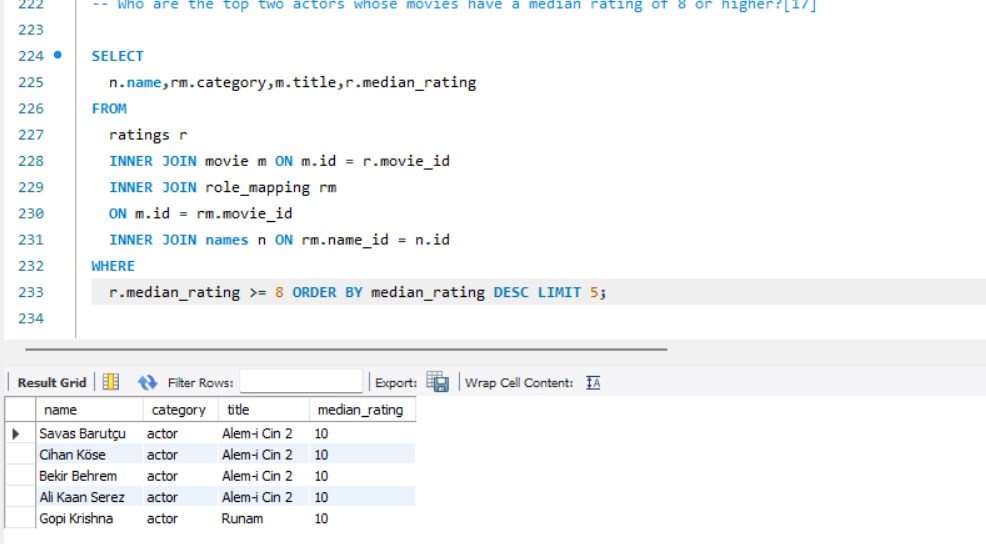 222 -- Who are the top two actors whose movies have a median rating of 8 or higher?[17]
223
224 SELECT
225 n.name,rm.category,m.title,r.median_rating
226 FROM
227 ratings r
228 INNER JOIN movie m ON m.id = r.movie_id
229 INNER JOIN role_mapping rm
230 ON m.id = rm.movie_id
231 INNER JOIN names n ON rm.name_id = n.id
232 WHERE
233 r.median_rating >= 8 ORDER BY median_rating DESC LIMIT 5;
234
Result Grid Filter Rows: Export: Wrap Cell Content: IA
name category title median_rating
Savas Barutçu actor Alem-i Cin 2 10
Cihan Köse actor Alem-i Cin 2 10
Bekir Behrem actor Alem-i Cin 2 10
Ali Kaan Serez actor Alem-i Cin 2 10
Gopi Krishna actor Runam 10